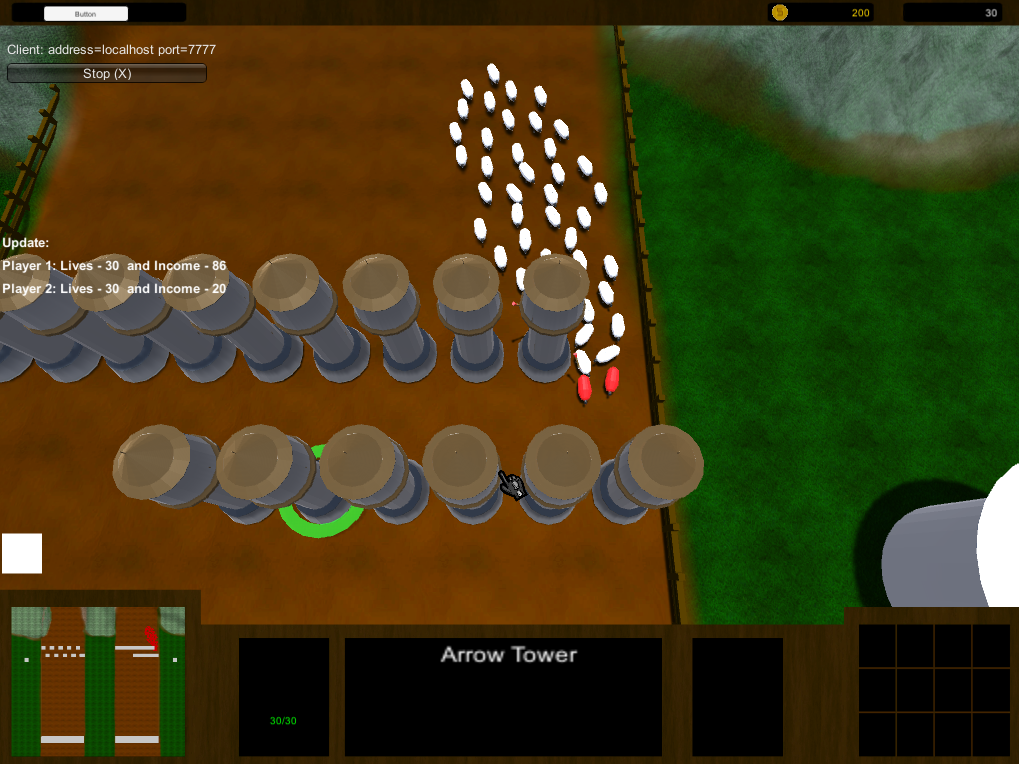 Button
200
30
Client: address=localhost port=7777
Stop (X)
Update:
Player 1: Lives - 30 and Income - 86
Player 2: Lives - 30 and Income - 20
Arrow Tower
30/30